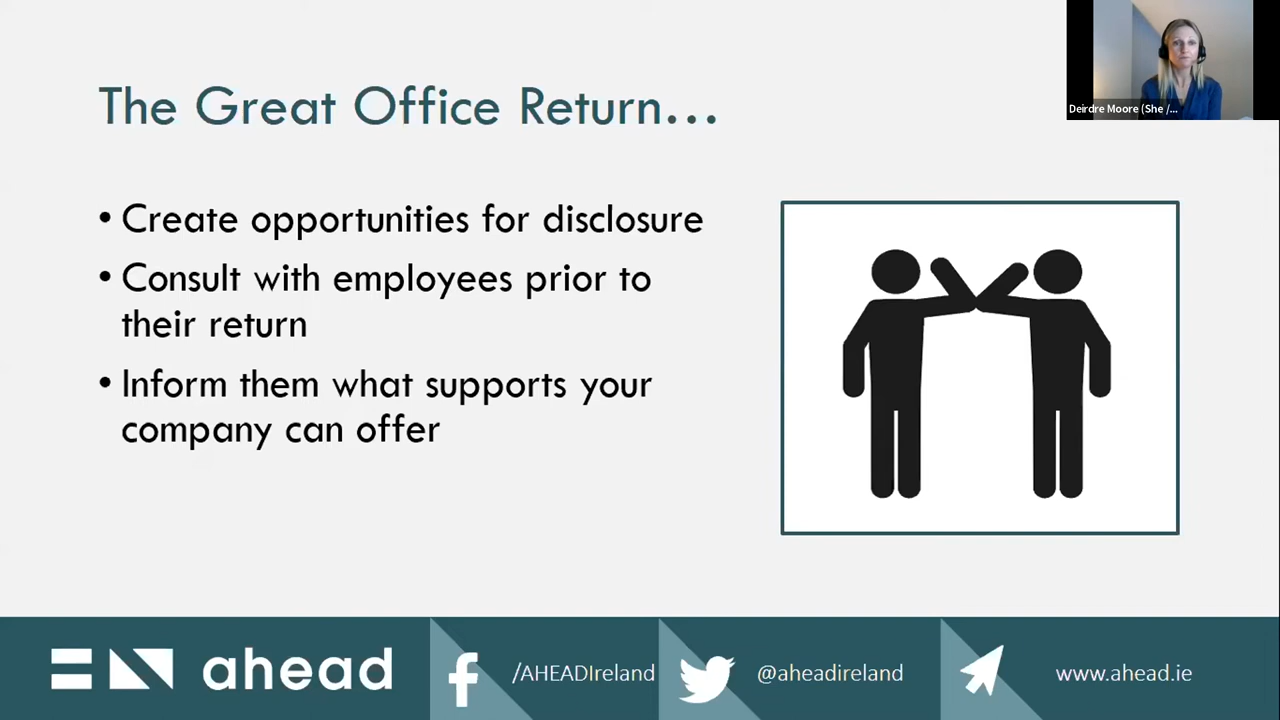 The Great Office Return...
Deirdre Moore (She /...
• Create opportunities for disclosure
• Consult with employees prior to
their return
• Inform them what supports your
company can offer
ahead
/AHEADIreland
@aheadireland
www.ahead.ie